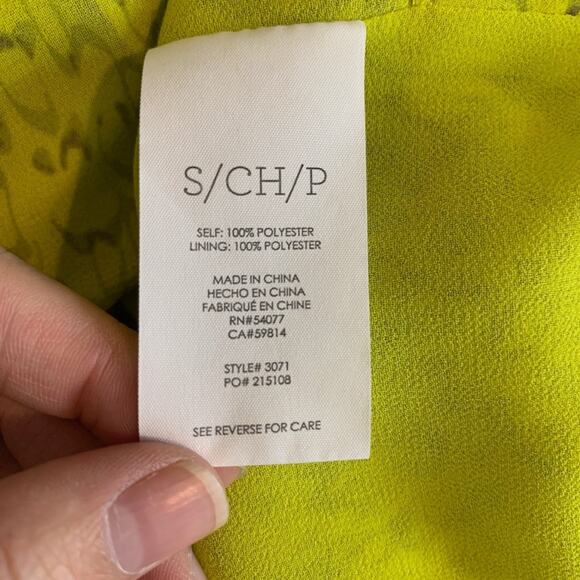 S/CH/P
SELF: 100% POLYESTER
LINING: 100% POLYESTER
MADE IN CHINA
HECHO EN CHINA
FABRIQUÉ EN CHINE
RN#54077
CA#59814
STYLE# 3071
PO# 215108
SEE REVERSE FOR CARE